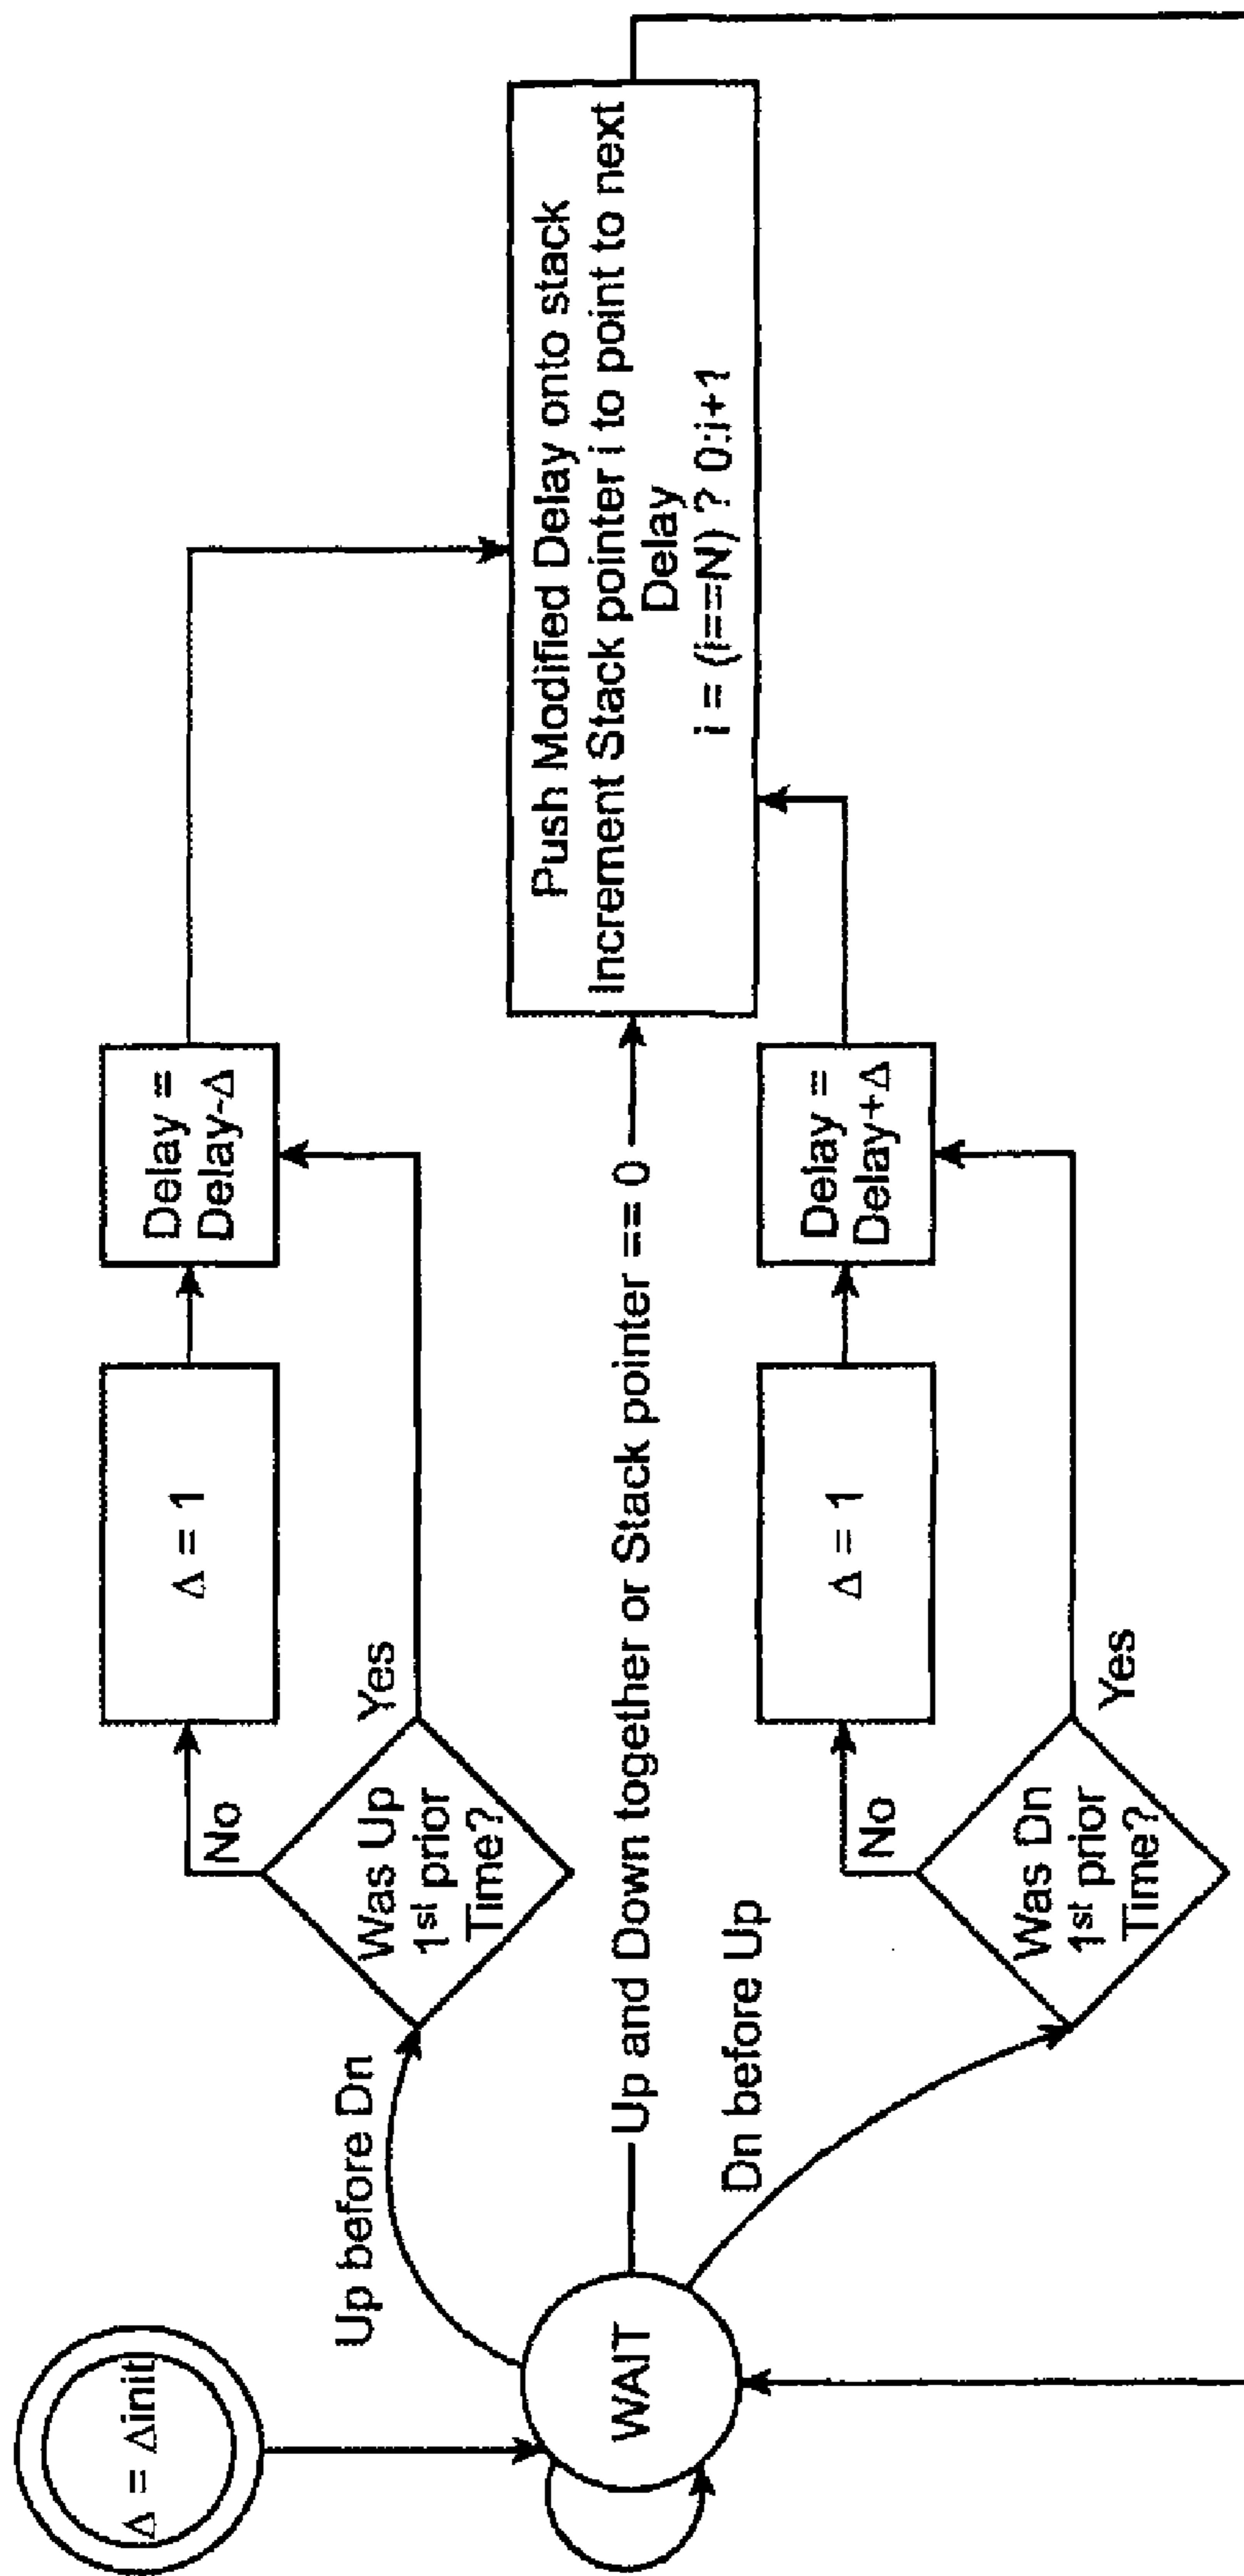 Δ = Δinit
WAIT
Up before Dn
Was Up
1st prior
Time?
No
Yes
Δ = 1
Delay =
Delay-Δ
Up and Down together or Stack pointer == 0
Push Modified Delay onto stack
Increment Stack pointer i to point to next
Delay
i = (i==N) ? 0:i+1
Dn before Up
Was Dn
1st prior
Time?
No
Yes
Δ = 1
Delay =
Delay+Δ